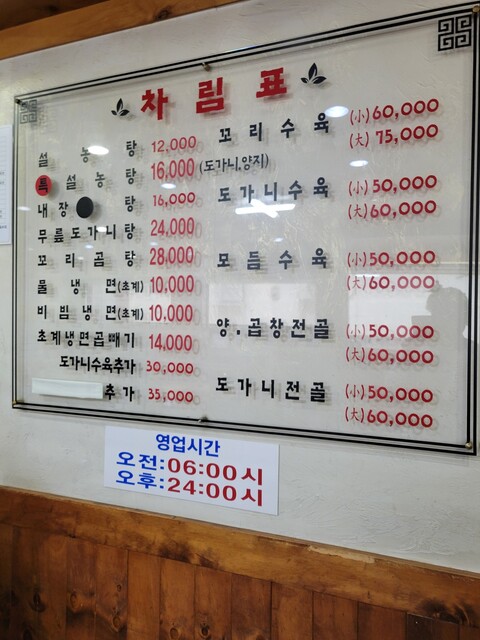 차림표
설농탕 12,000
특설농탕 16,000 (도가니,양지)
내장탕 16,000
무릎도가니탕 24,000
꼬리곰탕 28,000
물냉면(초계) 10,000
비빔냉면(초계) 10.000
초계냉면곱빼기 14,000
도가니수육추가 30,000
추가 35,000
꼬리수육 (小) 60,000
(大) 75,000
도가니수육 (小) 50,000
(大) 60,000
모듬수육 (小) 50,000
(大) 60,000
양.곱창전골 (小) 50,000
(大) 60,000
도가니전골 (小) 50,000
(大) 60,000
영업시간
오전:06:00시
오후:24:00시